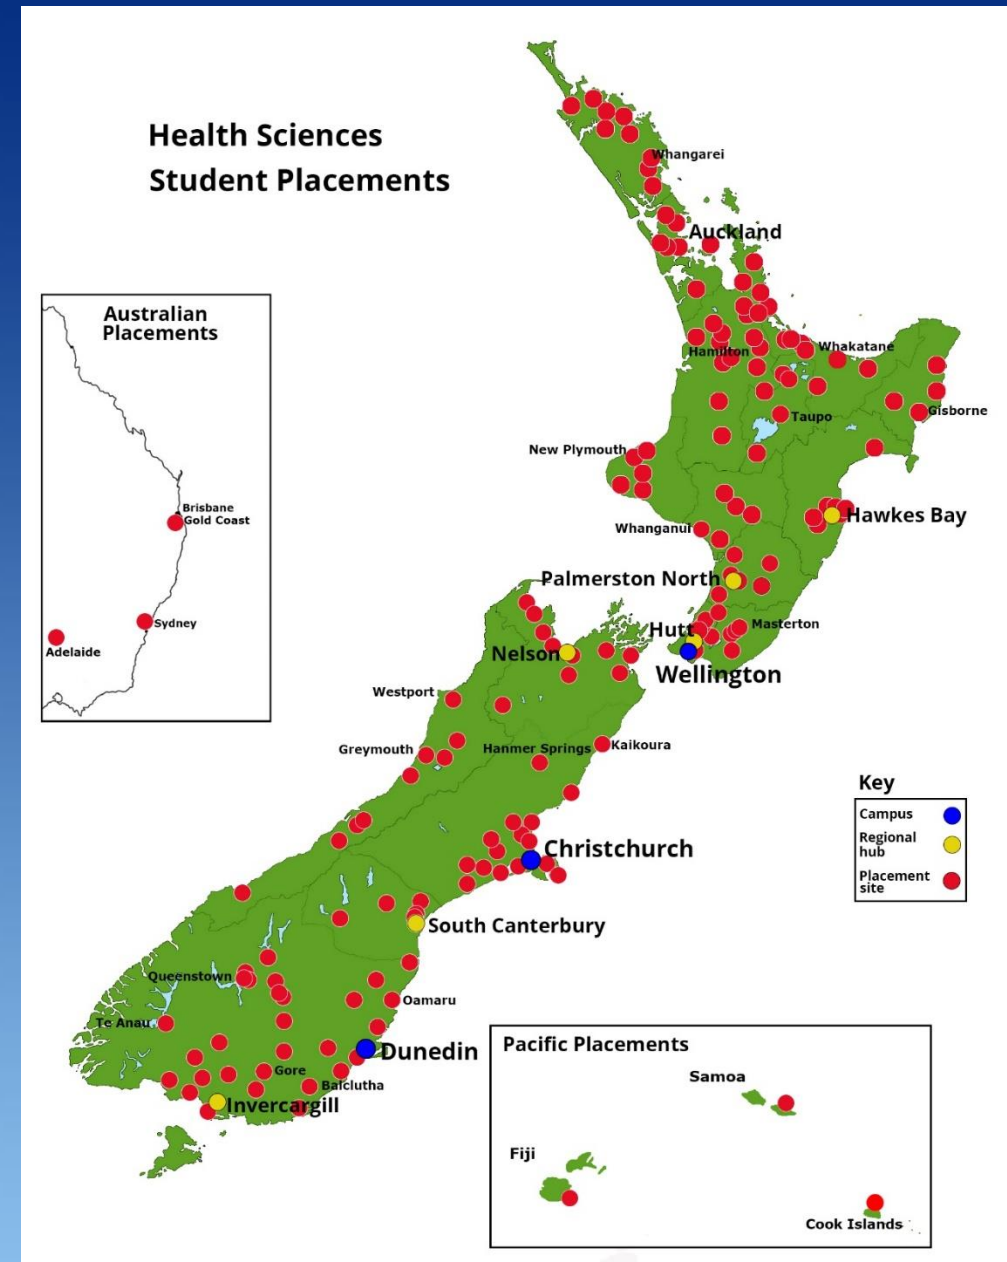 Health Sciences
Student Placements
Whangarei
Auckland
Australian
Placements
Hamilton
Whakatane
Taupo
Gisborne
New Plymouth
Brisbane
Gold Coast
Whanganui
Hawkes Bay
Palmerston North
Sydney
Adelaide
Hutt
Masterton
Nelson
Wellington
Westport
Greymouth
Hanmer Springs
Kaikoura
Key
Campus
Regional
hub
Placement
site
Christchurch
South Canterbury
Queenstown
Oamaru
Te Anau
Dunedin
Gore
Balclutha
Invercargill
Pacific Placements
Samoa
Fiji
Cook Islands